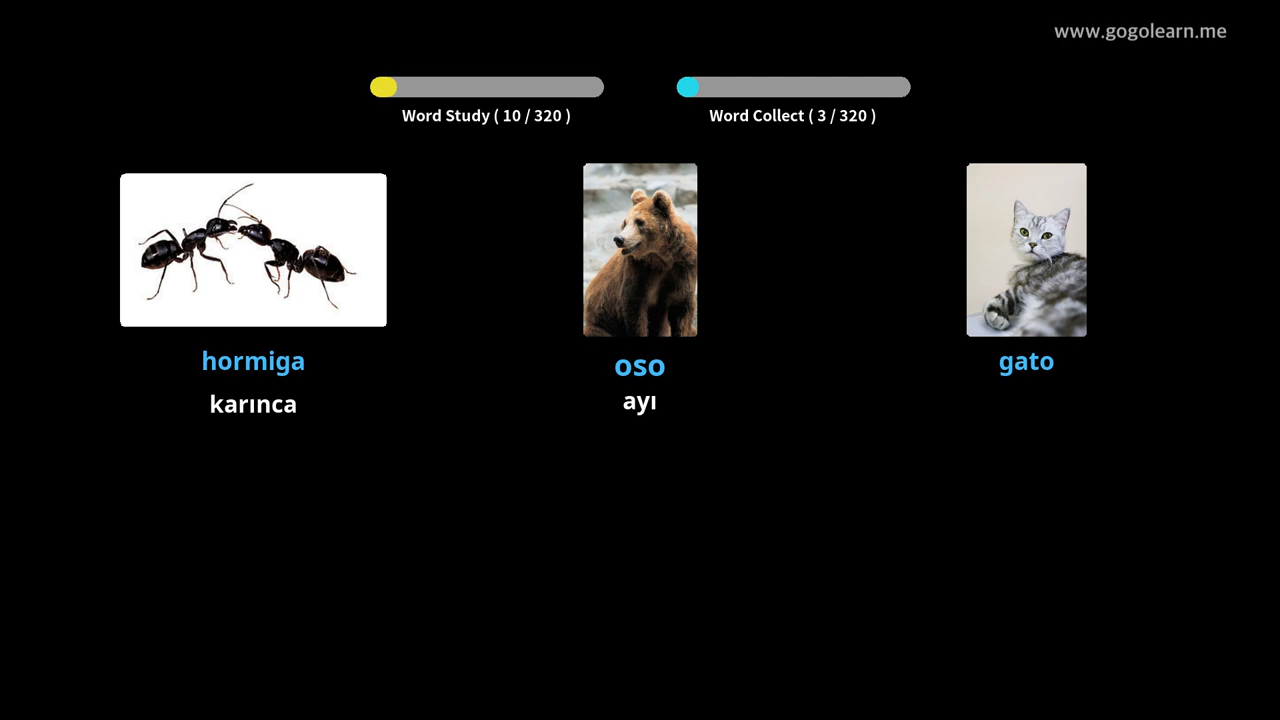 www.gogolearn.me
Word Study ( 10 / 320 )
Word Collect ( 3 / 320 )
hormiga
karınca
oso
ayı
gato